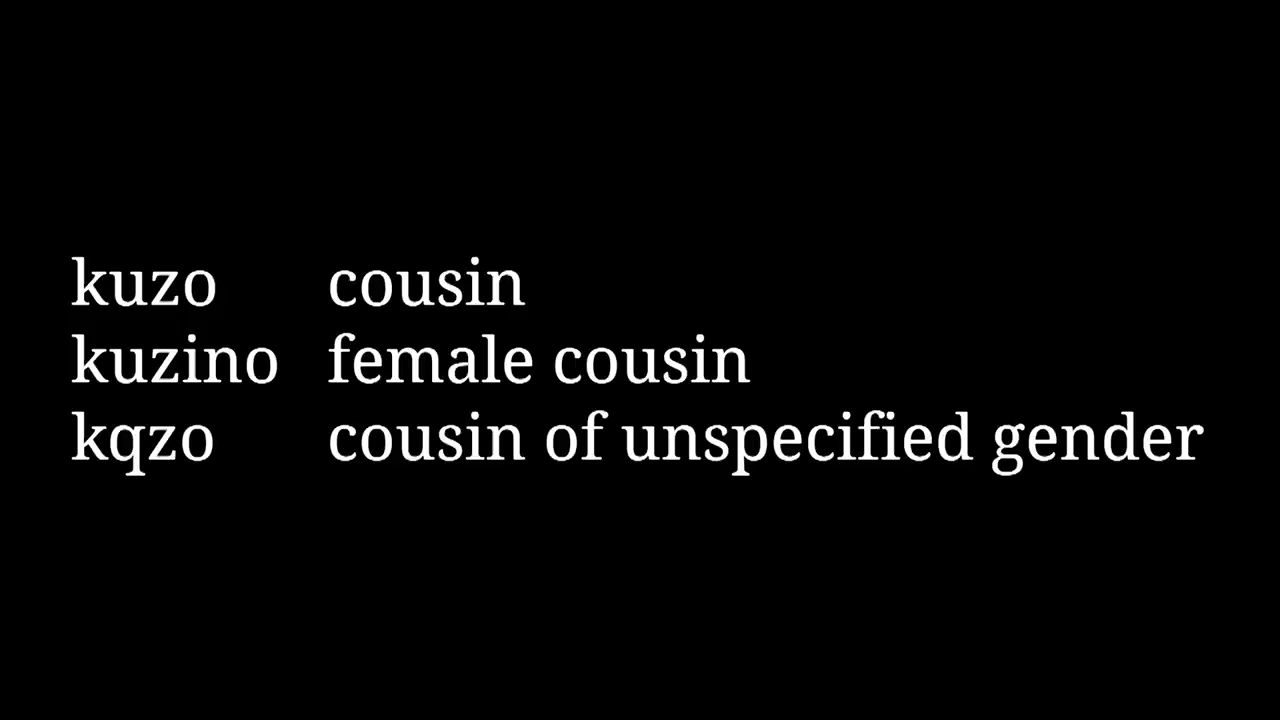 kuzo cousin
kuzino female cousin
kqzo cousin of unspecified gender